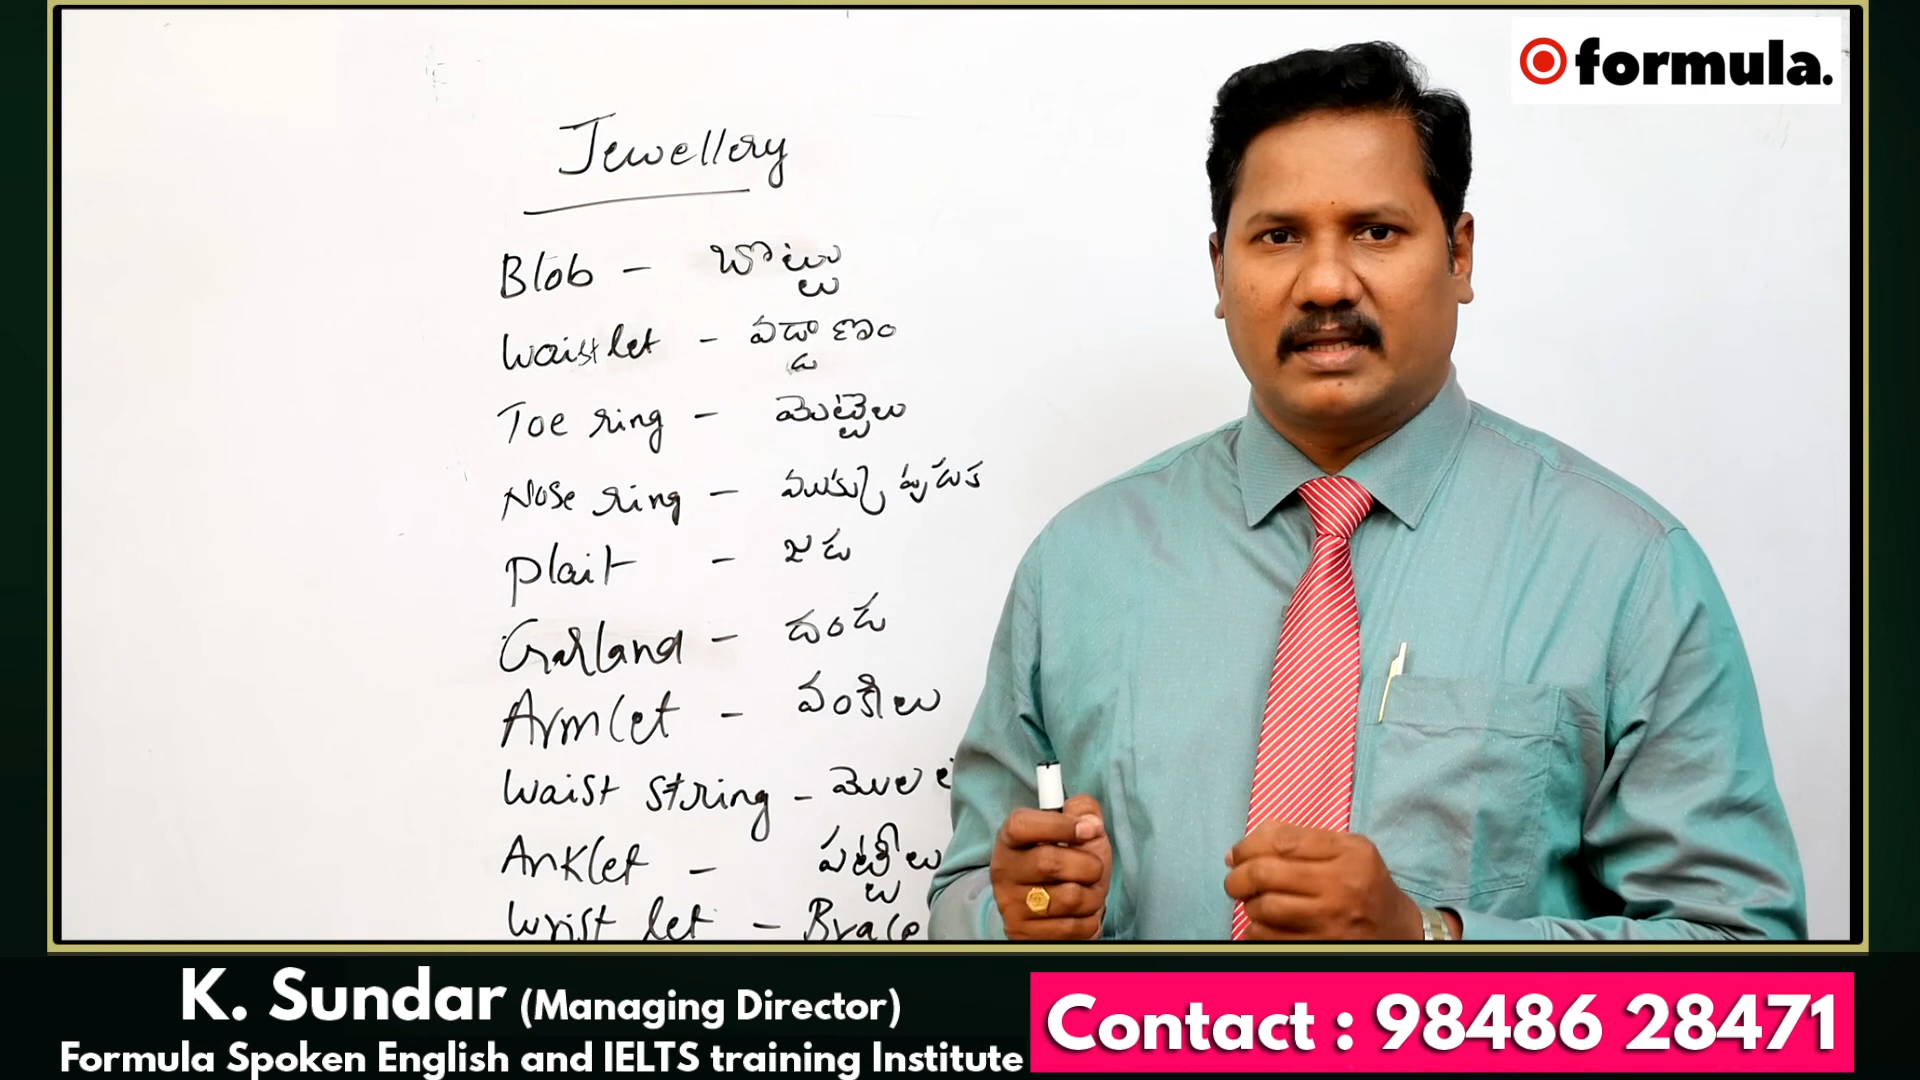 formula.
Jewellery
Blob - బొట్టు
Waistlet - వడ్డాణం
Toe ring - మెట్టెలు
Nose ring - ముక్కు పుడక
Plait - జడ
Garland - దండ
Armlet - వంకీలు
Waist string - మొల
Anklet - పట్టీలు
Wrist let - Brace
K. Sundar (Managing Director)
Formula Spoken English and IELTS training Institute
Contact : 98486 28471